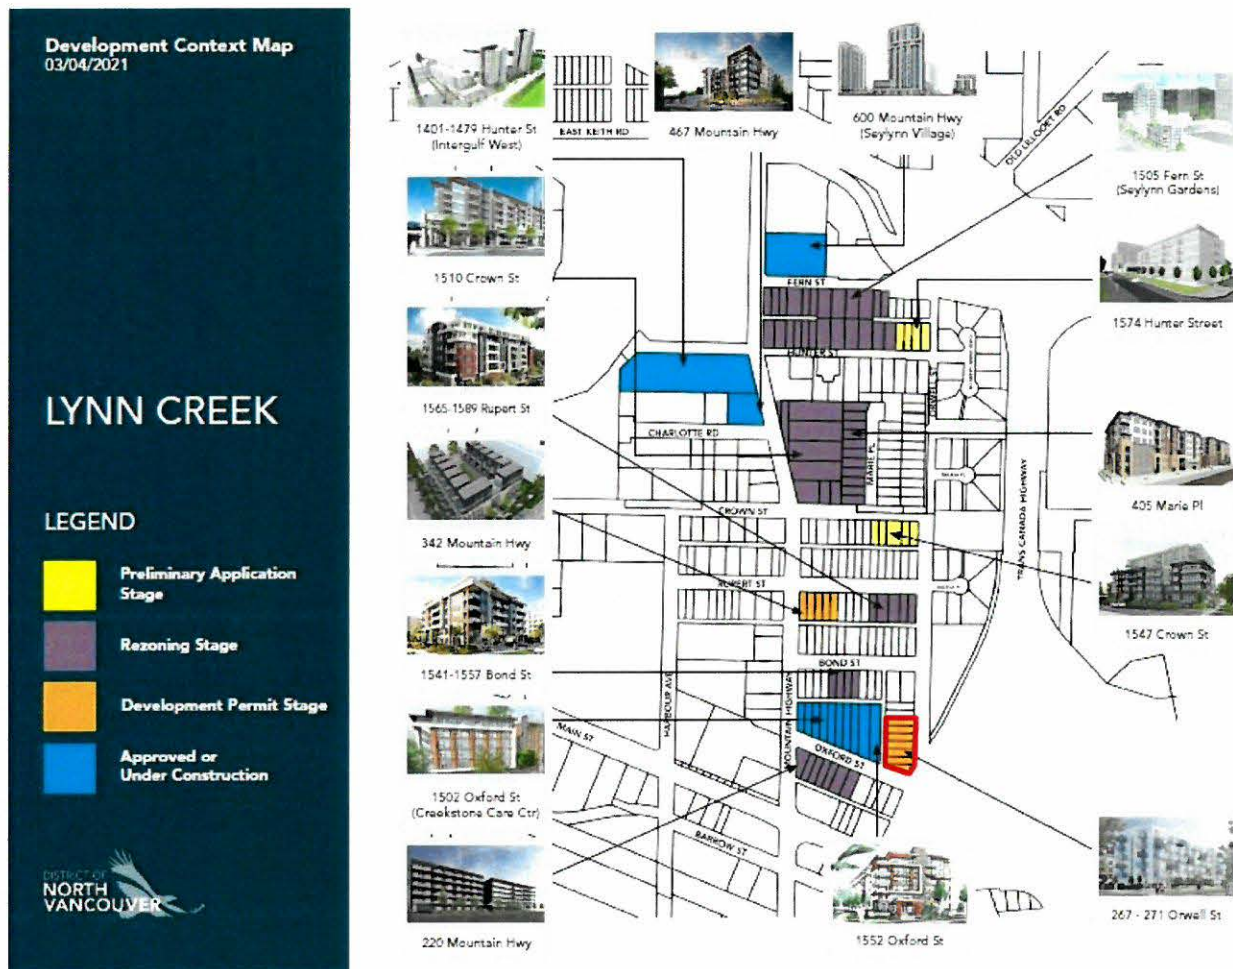 Development Context Map
03/04/2021
LYNN CREEK
LEGEND
Preliminary Application
Stage
Rezoning Stage
Development Permit Stage
Approved or
Under Construction
DISTRICT OF
NORTH
VANCOUVER
1401-1479 Hunter St
(Intergulf West)
1510 Crown St
1565-1589 Rupert St
342 Mountain Hwy
1541-1557 Bond St
1502 Oxford St
(Creekstone Care Ctr)
220 Mountain Hwy
467 Mountain Hwy
600 Mountain Hwy
(Seylynn Village)
1505 Fern St
(Seylynn Gardens)
1574 Hunter Street
405 Marie Pl
1547 Crown St
267 - 271 Orwell St
1552 Oxford St
EAST KEITH RD
OLD LILLOOET RD
FERN ST
HUNTER ST
ORWELL ST
CHARLOTTE RD
MARIE PL
CROWN ST
TRANS CANADA HIGHWAY
RUPERT ST
BOND ST
HARBOUR AVE
MOUNTAIN HIGHWAY
MAIN ST
OXFORD ST
BARROW ST